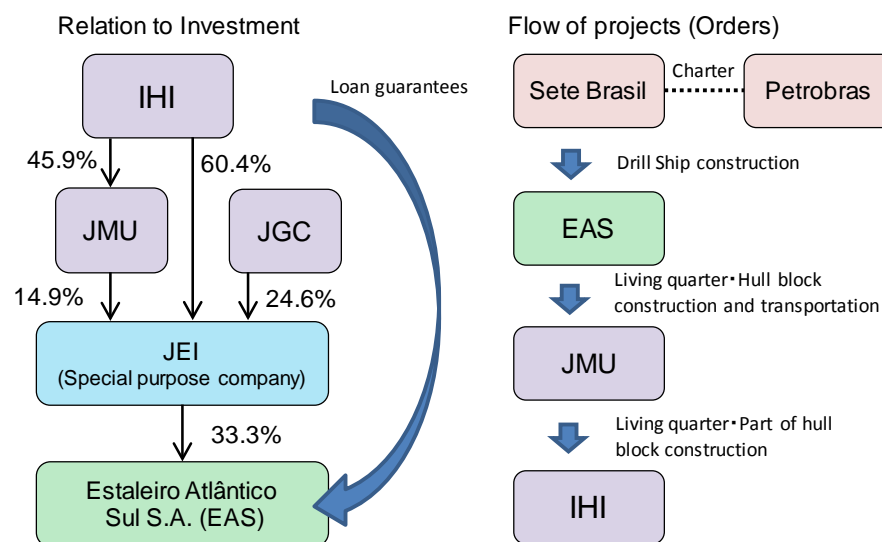 Relation to Investment
IHI
Loan guarantees
45.9%
60.4%
JMU
JGC
14.9%
24.6%
JEI
(Special purpose company)
33.3%
Estaleiro Atlântico
Sul S.A. (EAS)
Flow of projects (Orders)
Sete Brasil
Charter
Petrobras
Drill Ship construction
EAS
Living quarter・Hull block
construction and transportation
JMU
Living quarter・Part of hull
block construction
IHI